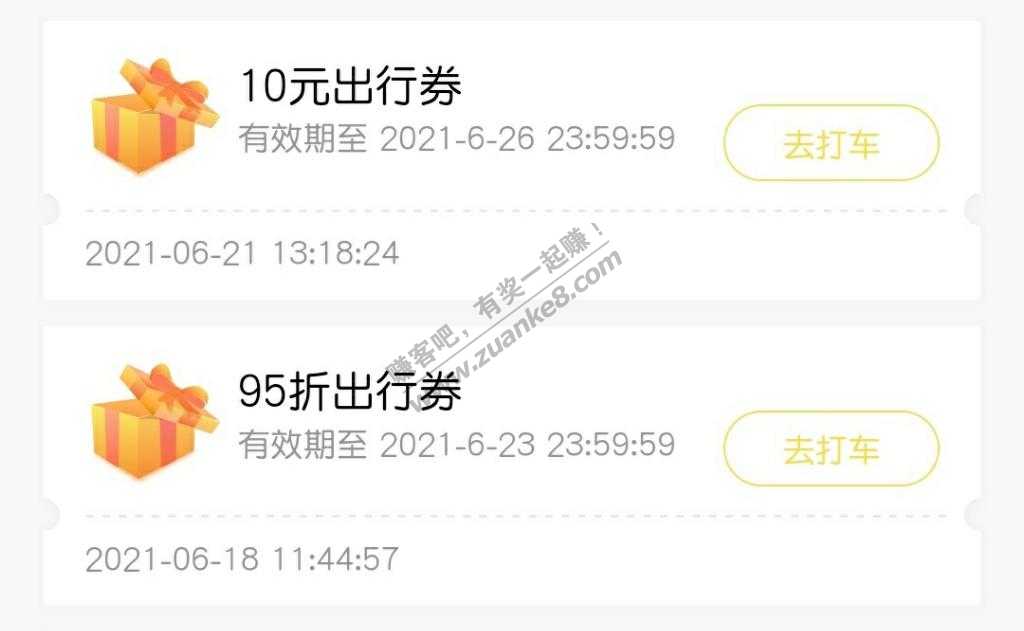 10元出行券
有效期至 2021-6-26 23:59:59
去打车
2021-06-21 13:18:24
赚客吧，有奖一起赚！
www.zuanke8.com
95折出行券
有效期至 2021-6-23 23:59:59
去打车
2021-06-18 11:44:57